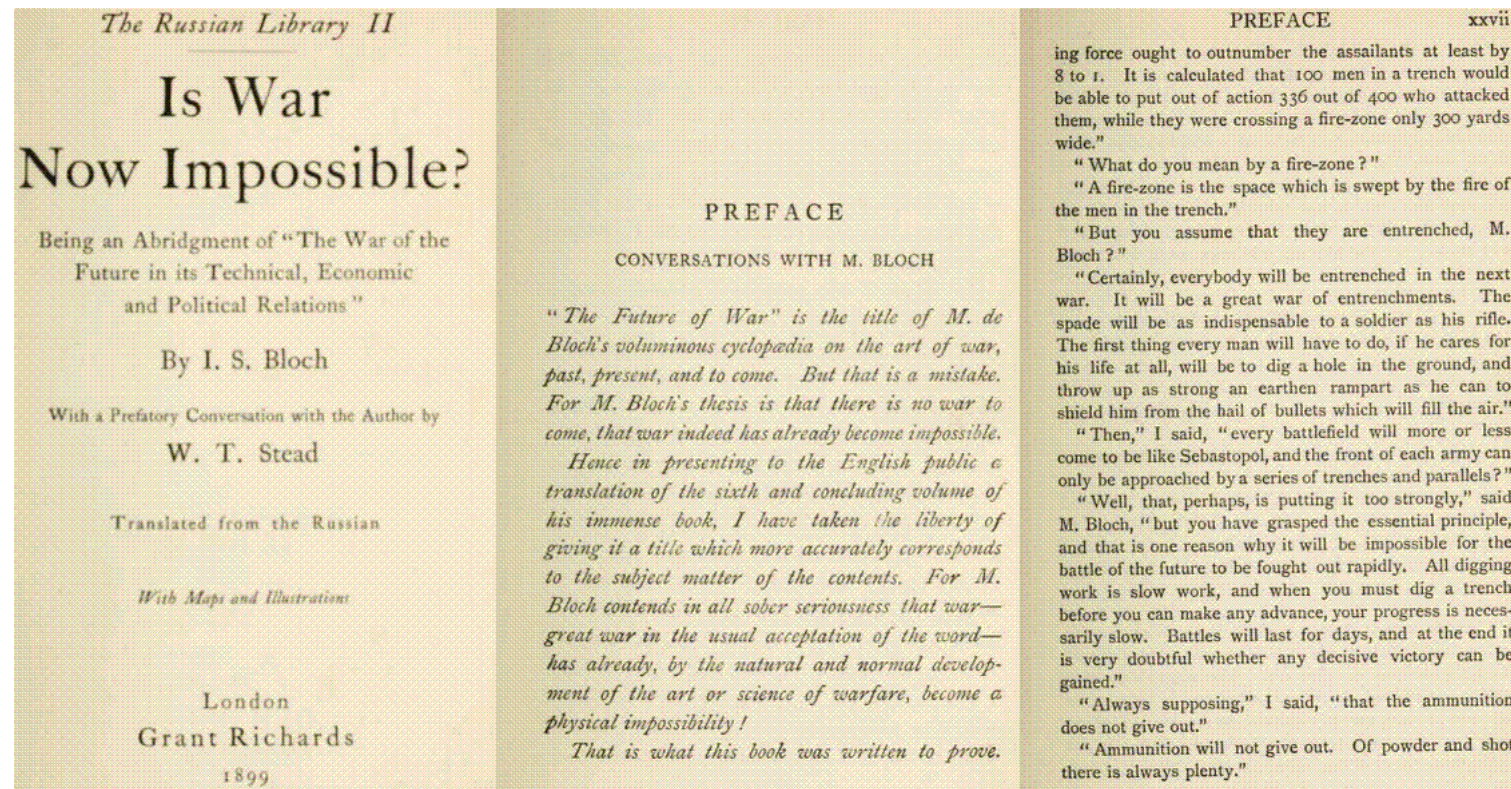 The Russian Library II
Is War
Now Impossible?
Being an Abridgment of “The War of the
Future in its Technical, Economic
and Political Relations”
By I. S. Bloch
With a Prefatory Conversation with the Author by
W. T. Stead
Translated from the Russian
With Maps and Illustrations
London
Grant Richards
1899
PREFACE
CONVERSATIONS WITH M. BLOCH
“The Future of War” is the title of M. de
Bloch's voluminous cyclopædia on the art of war,
past, present, and to come. But that is a mistake.
For M. Bloch's thesis is that there is no war to
come, that war indeed has already become impossible.
Hence in presenting to the English public a
translation of the sixth and concluding volume of
his immense book, I have taken the liberty of
giving it a title which more accurately corresponds
to the subject matter of the contents. For M.
Bloch contends in all sober seriousness that war—
great war in the usual acceptation of the word—
has already, by the natural and normal develop-
ment of the art or science of warfare, become a
physical impossibility!
That is what this book was written to prove.
PREFACE xxvii
ing force ought to outnumber the assailants at least by
8 to 1. It is calculated that 100 men in a trench would
be able to put out of action 336 out of 400 who attacked
them, while they were crossing a fire-zone only 300 yards
wide.”
“What do you mean by a fire-zone?”
“A fire-zone is the space which is swept by the fire of
the men in the trench.”
“But you assume that they are entrenched, M.
Bloch?”
“Certainly, everybody will be entrenched in the next
war. It will be a great war of entrenchments. The
spade will be as indispensable to a soldier as his rifle.
The first thing every man will have to do, if he cares for
his life at all, will be to dig a hole in the ground, and
throw up as strong an earthen rampart as he can to
shield him from the hail of bullets which will fill the air.”
“Then,” I said, “every battlefield will more or less
come to be like Sebastopol, and the front of each army can
only be approached by a series of trenches and parallels?”
“Well, that, perhaps, is putting it too strongly,” said
M. Bloch, “but you have grasped the essential principle,
and that is one reason why it will be impossible for the
battle of the future to be fought out rapidly. All digging
work is slow work, and when you must dig a trench
before you can make any advance, your progress is neces-
sarily slow. Battles will last for days, and at the end it
is very doubtful whether any decisive victory can be
gained.”
“Always supposing,” I said, “that the ammunition
does not give out.”
“Ammunition will not give out. Of powder and shot
there is always plenty.”